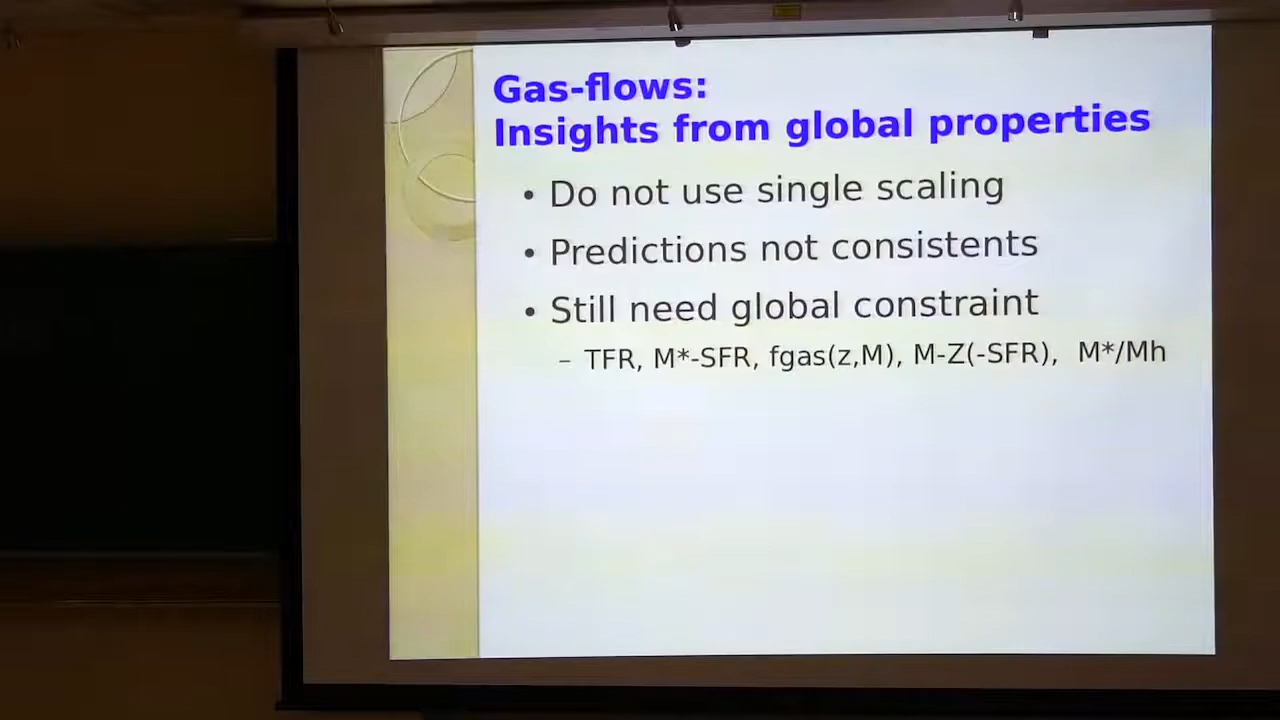 Gas-flows:
Insights from global properties
• Do not use single scaling
• Predictions not consistents
• Still need global constraint
– TFR, M*-SFR, fgas(z,M), M-Z(-SFR), M*/Mh